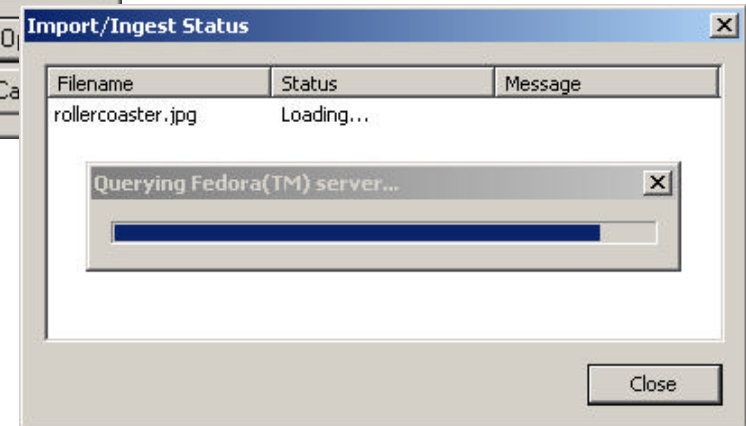 Import/Ingest Status
Filename Status Message
rollercoaster.jpg Loading...
Querying Fedora(TM) server...
Close